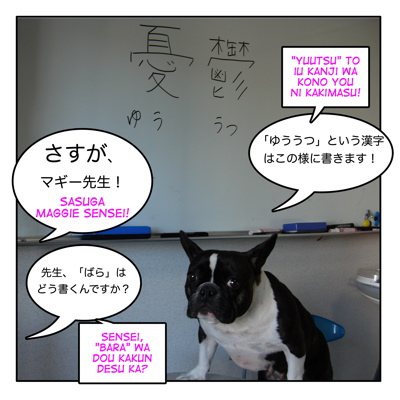 憂鬱
ゆう うつ
"YUUTSU" TO
IU KANJI WA
KONO YOU
NI KAKIMASU!
「ゆううつ」という漢字
はこの様に書きます！
さすが、
マギー先生！
SASUGA
MAGGIE SENSEI!
先生、「ばら」は
どう書くんですか？
SENSEI,
"BARA" WA
DOU KAKUN
DESU KA?